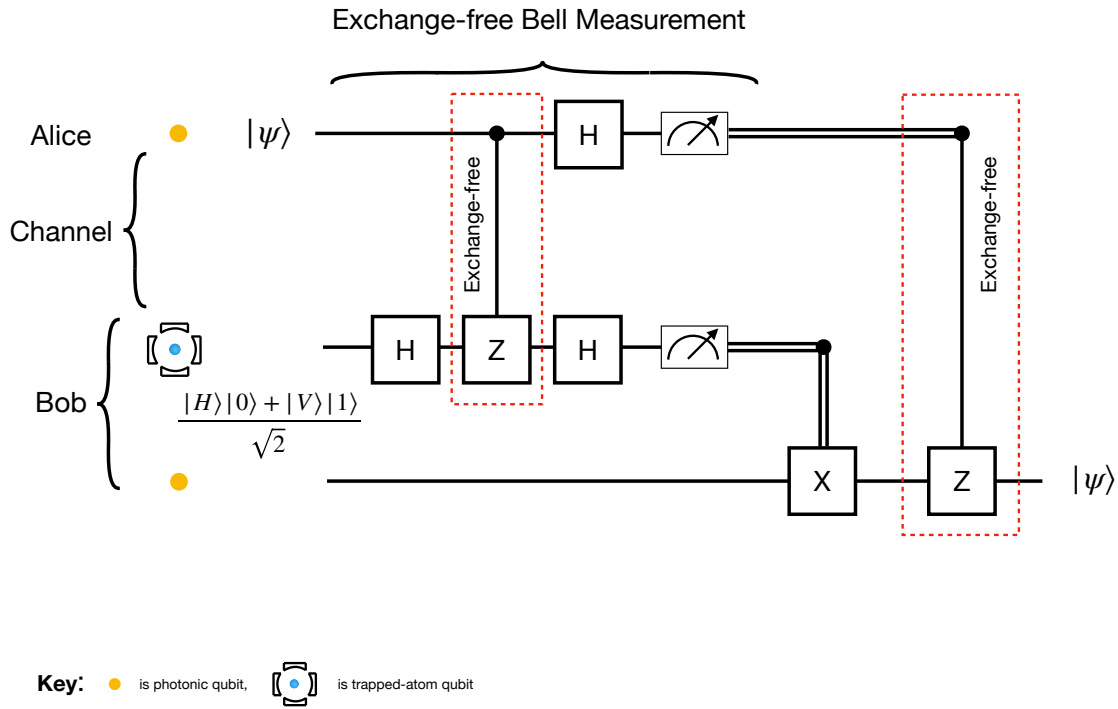 Exchange-free Bell Measurement
Alice
|ψ⟩
H
Exchange-free
Exchange-free
Channel
H
Z
H
Bob
|H⟩|0⟩ + |V⟩|1⟩
√2
X
Z
|ψ⟩
Key: is photonic qubit, is trapped-atom qubit